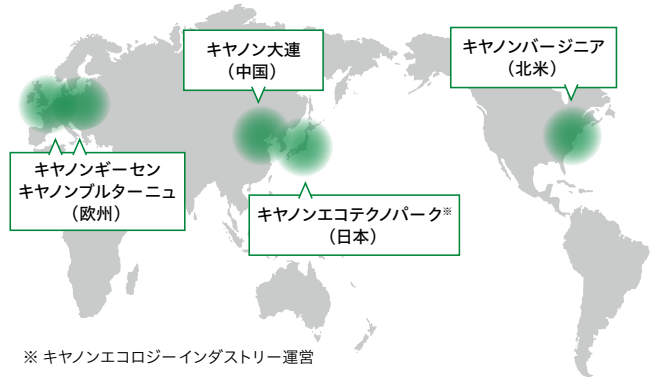 キヤノン大連
（中国）
キヤノンバージニア
（北米）
キヤノンギーセン
キヤノンブルターニュ
（欧州）
キヤノンエコテクノパーク※
（日本）
※ キヤノンエコロジーインダストリー運営